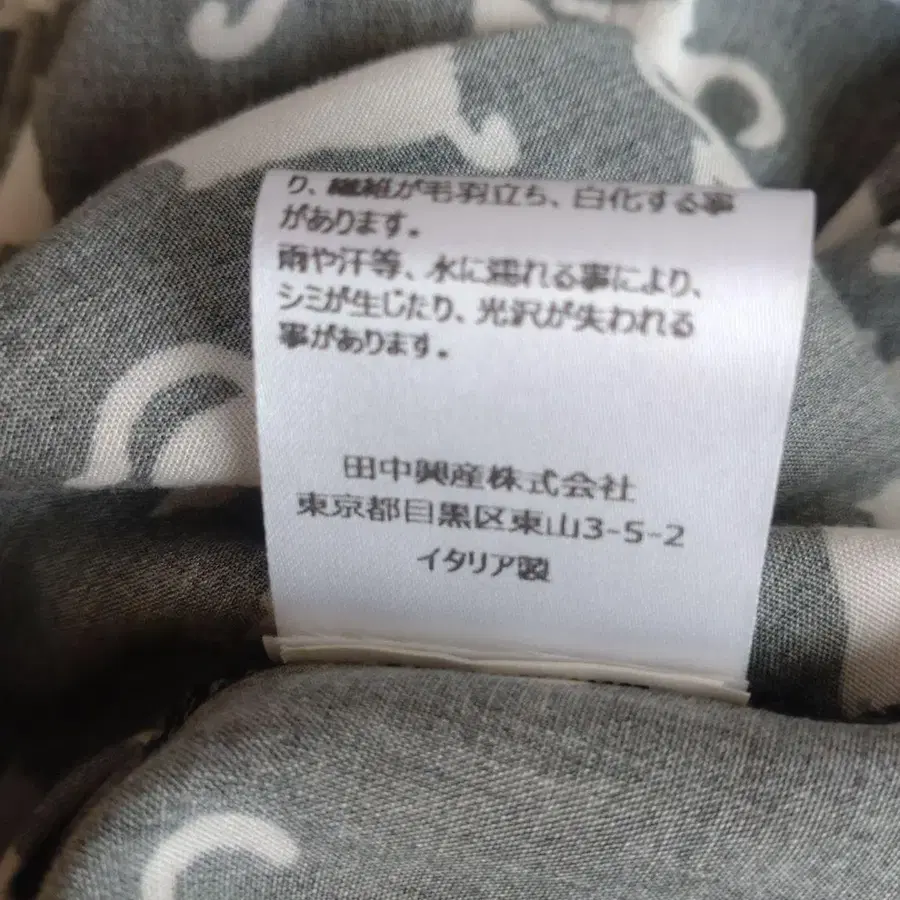 り、繊維が毛羽立ち、白化する事
があります。
雨や汗等、水に濡れる事により、
シミが生じたり、光沢が失われる
事があります。
田中興産株式会社
東京都目黒区東山3-5-2
イタリア製